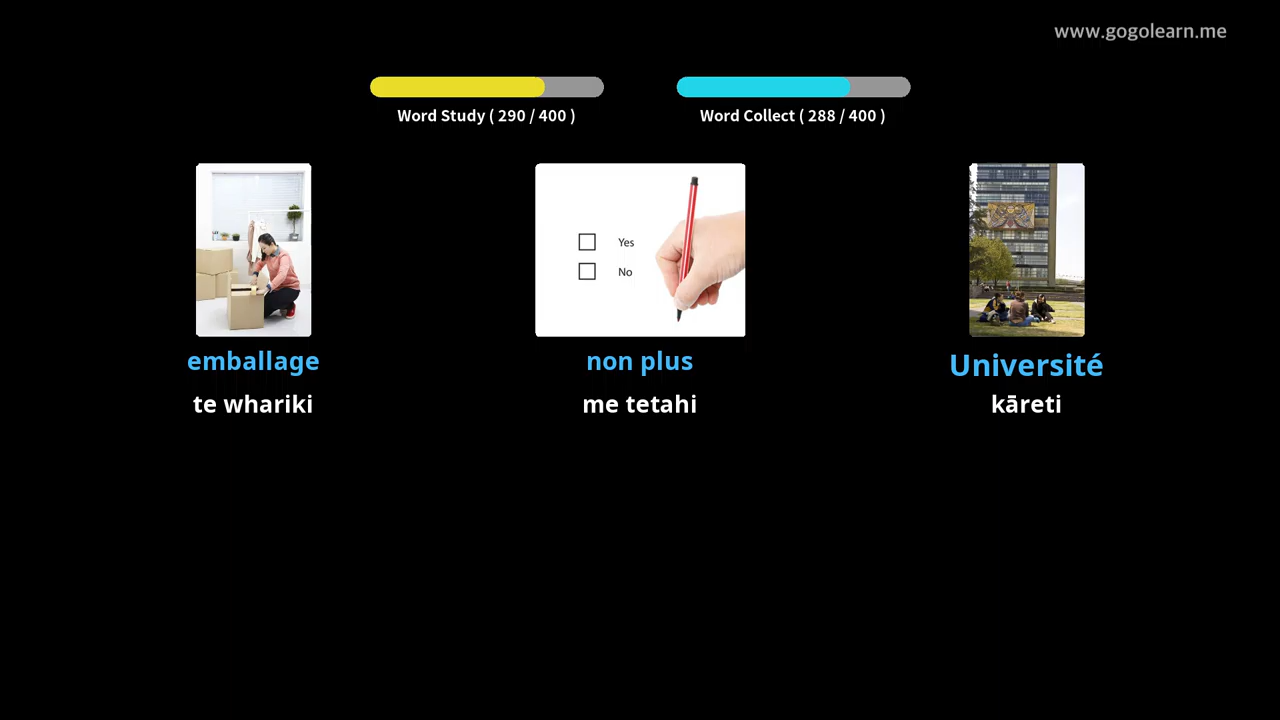 www.gogolearn.me
Word Study ( 290 / 400 )
Word Collect ( 288 / 400 )
Yes
No
emballage
non plus
Université
te whariki
me tetahi
kāreti